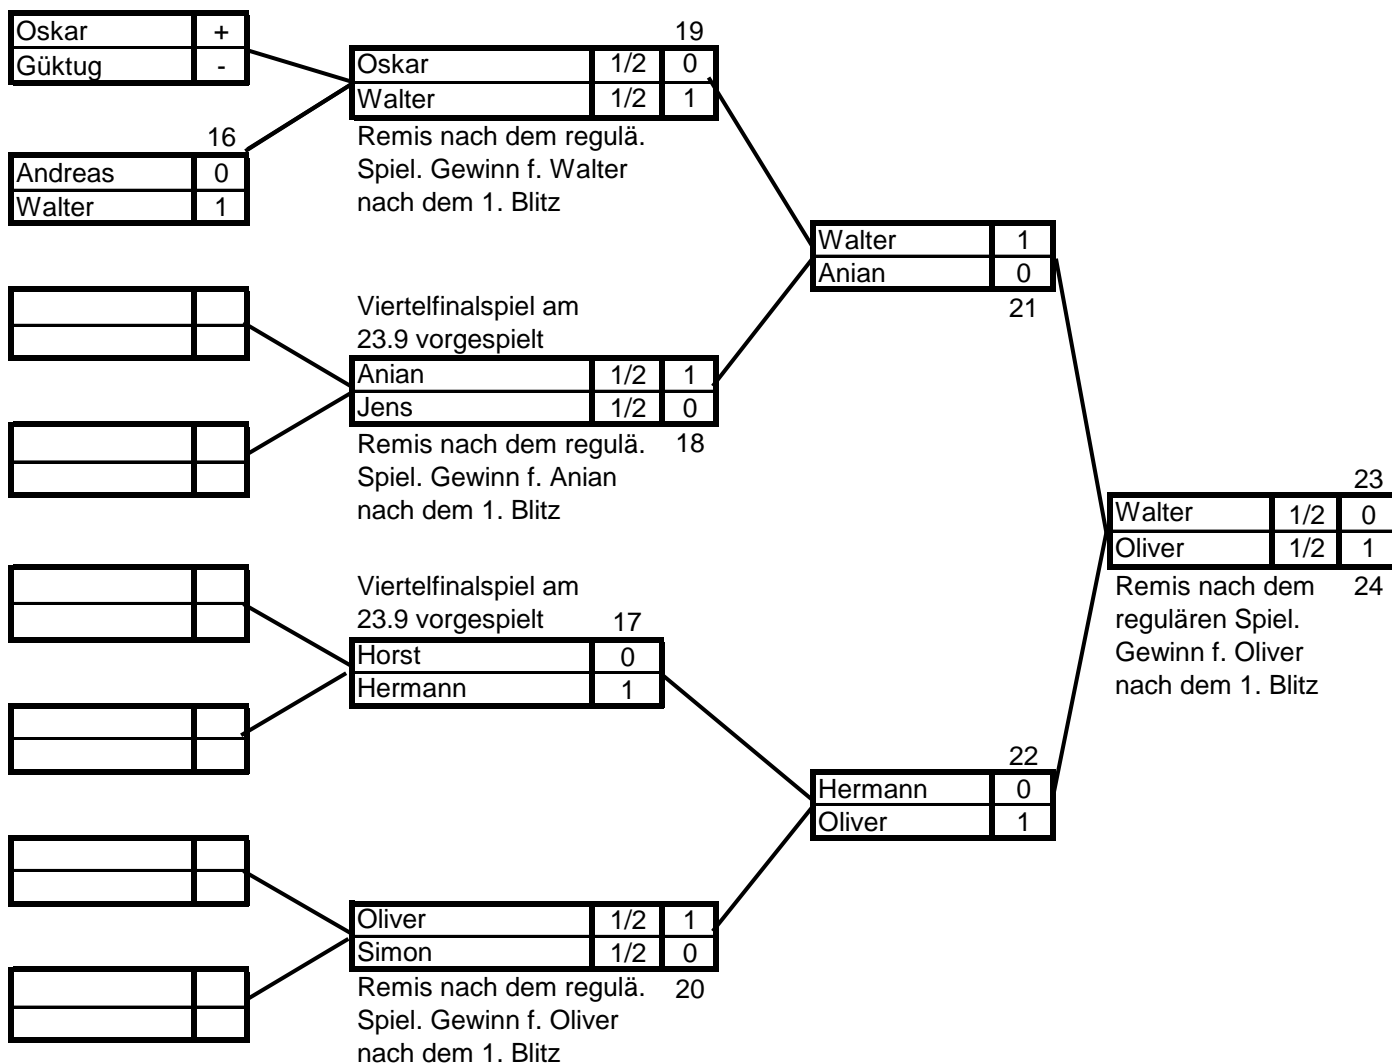 Oskar +
Güktug -
16
Andreas 0
Walter 1
19
Oskar 1/2 0
Walter 1/2 1
Remis nach dem regulä.
Spiel. Gewinn f. Walter
nach dem 1. Blitz
Viertelfinalspiel am
23.9 vorgespielt
Anian 1/2 1
Jens 1/2 0
Remis nach dem regulä. 18
Spiel. Gewinn f. Anian
nach dem 1. Blitz
Viertelfinalspiel am
23.9 vorgespielt 17
Horst 0
Hermann 1
Oliver 1/2 1
Simon 1/2 0
Remis nach dem regulä. 20
Spiel. Gewinn f. Oliver
nach dem 1. Blitz
Walter 1
Anian 0
21
22
Hermann 0
Oliver 1
23
Walter 1/2 0
Oliver 1/2 1
Remis nach dem 24
regulären Spiel.
Gewinn f. Oliver
nach dem 1. Blitz